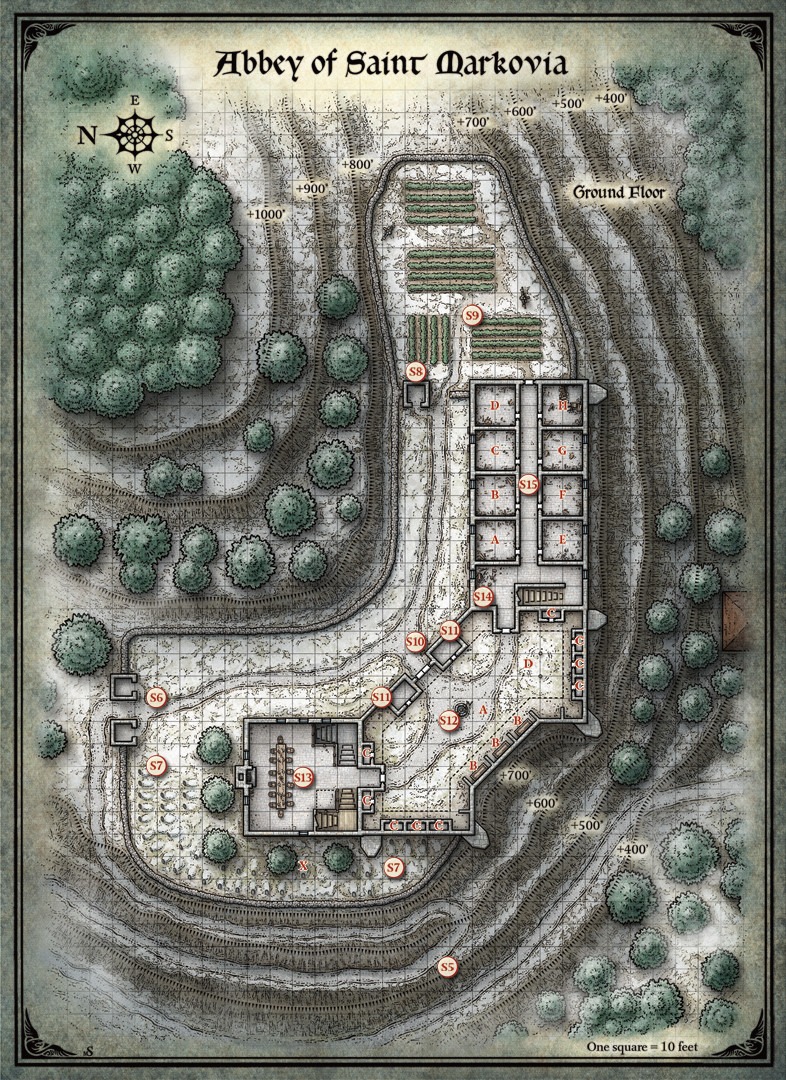 Abbey of Saint Markovia
E
N S
W
+400'
+500'
+600'
+700'
+800'
+900'
+1000'
Ground Floor
S9
S8
D H
C G
S15
B F
A E
S14
C
S10 S11
C
D C
C
S6 S11
A
S12 B
B
S7 B
C
S13
C
C C C
+700'
+600'
+500'
+400'
X S7
S5
One square = 10 feet